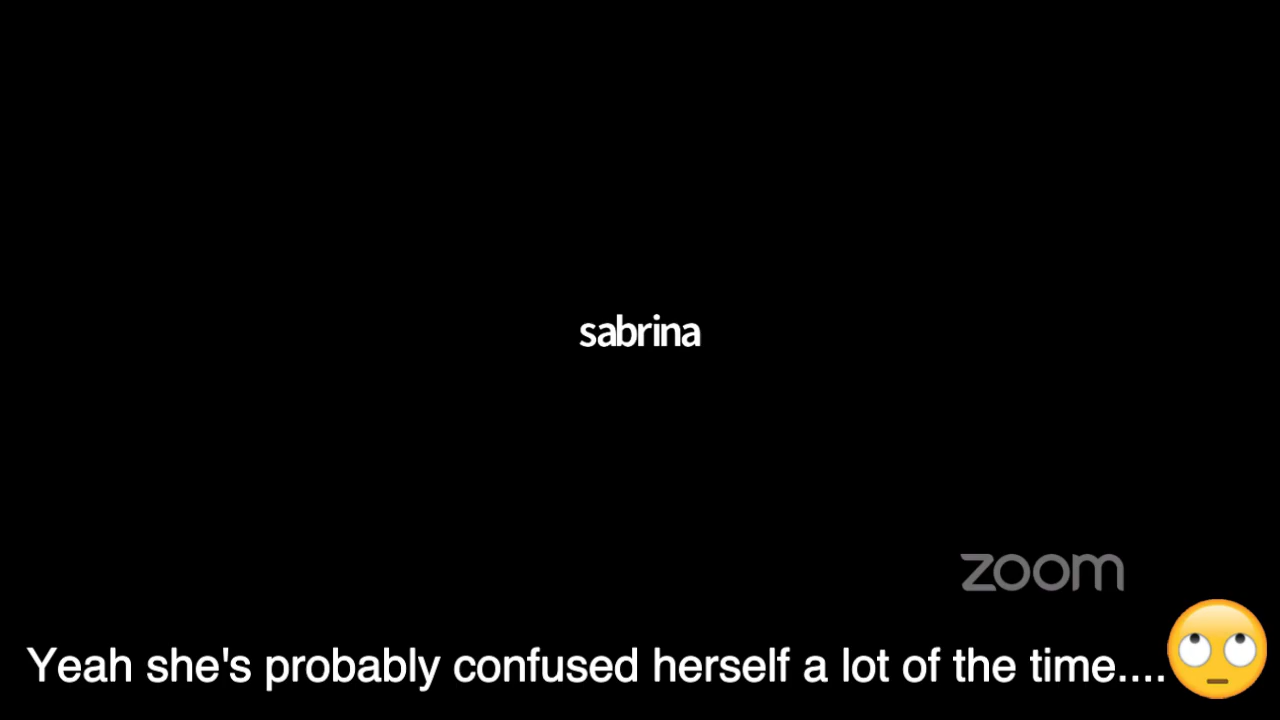 sabrina
zoom
Yeah she's probably confused herself a lot of the time....🙄